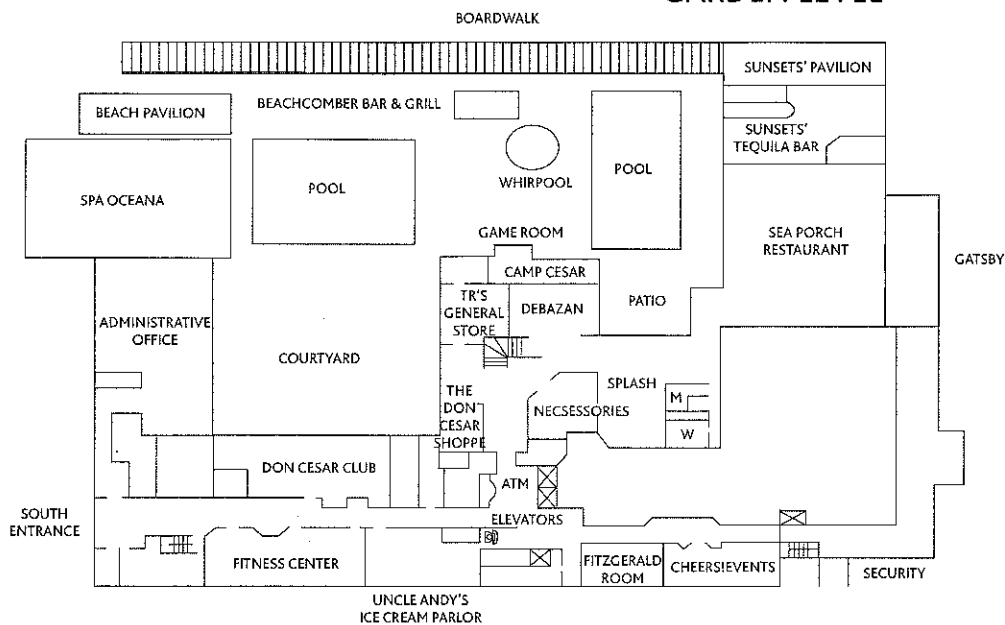 BOARDWALK
SUNSETS' PAVILION
BEACH PAVILION
BEACHCOMBER BAR & GRILL
SUNSETS'
TEQUILA BAR
SPA OCEANA
POOL
WHIRPOOL
POOL
SEA PORCH
RESTAURANT
GATSBY
GAME ROOM
CAMP CESAR
TR'S
GENERAL
STORE
DEBAZAN
PATIO
ADMINISTRATIVE
OFFICE
COURTYARD
THE
DON
CESAR
SHOPPE
SPLASH
NECSESSORIES
M
W
DON CESAR CLUB
ATM
SOUTH
ENTRANCE
ELEVATORS
FITNESS CENTER
FITZGERALD
ROOM
CHEERS!EVENTS
SECURITY
UNCLE ANDY'S
ICE CREAM PARLOR